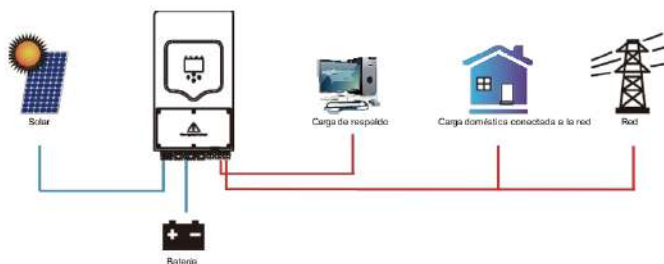 Solar
Carga de respaldo
Carga doméstica conectada a la red
Red
Batería